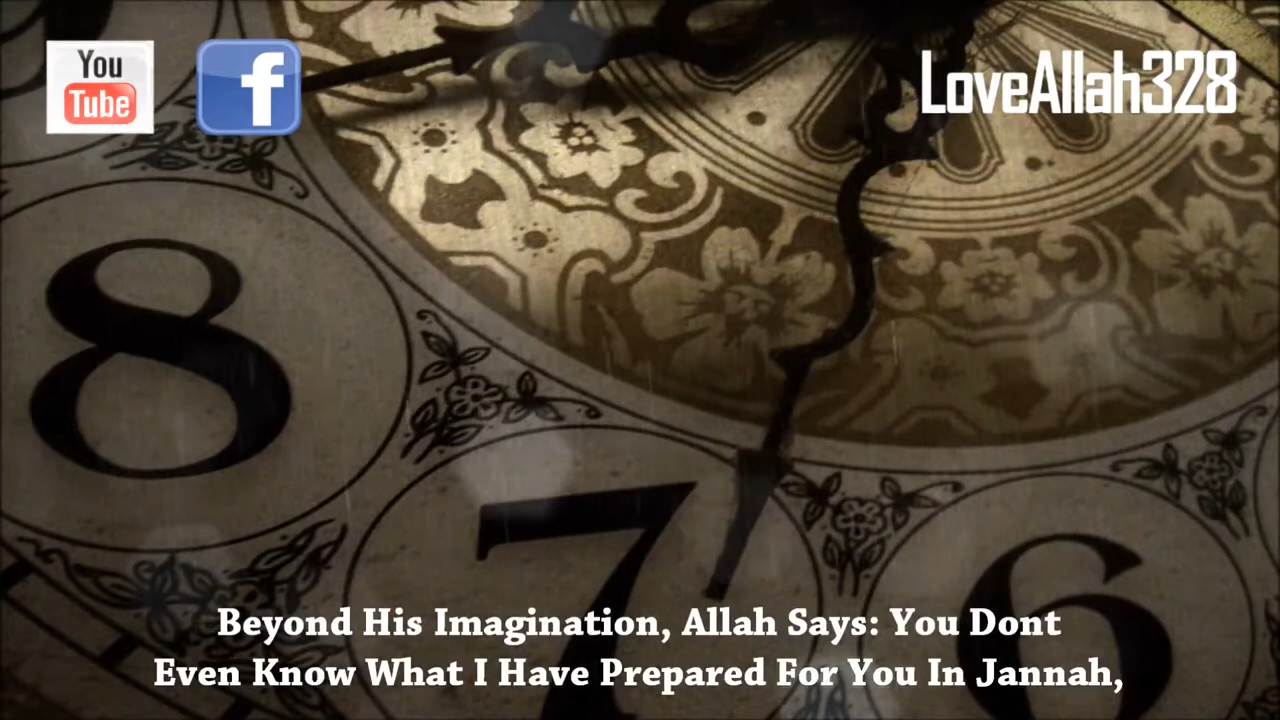 You
Tube
f
LoveAllah328
8
7
6
Beyond His Imagination, Allah Says: You Dont
Even Know What I Have Prepared For You In Jannah,